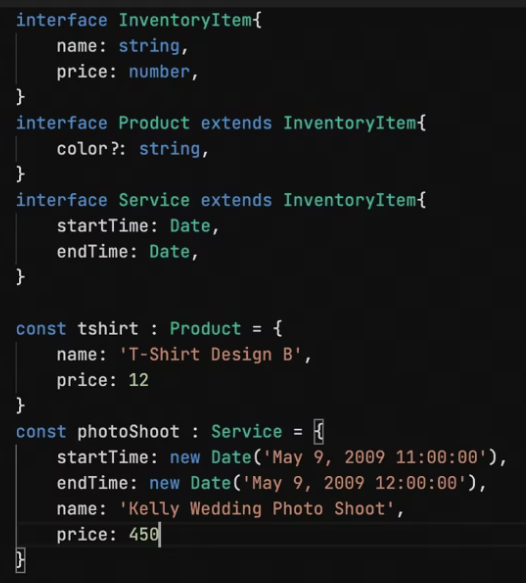 interface InventoryItem{
    name: string,
    price: number,
}
interface Product extends InventoryItem{
    color?: string,
}
interface Service extends InventoryItem{
    startTime: Date,
    endTime: Date,
}

const tshirt : Product = {
    name: 'T-Shirt Design B',
    price: 12
}
const photoShoot : Service = {
    startTime: new Date('May 9, 2009 11:00:00'),
    endTime: new Date('May 9, 2009 12:00:00'),
    name: 'Kelly Wedding Photo Shoot',
    price: 450
}